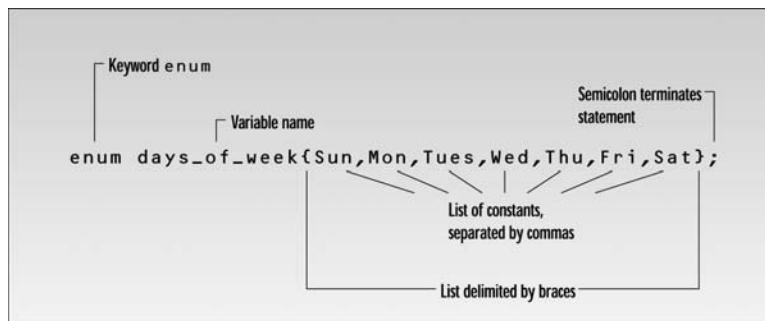 Keyword enum
Semicolon terminates
statement
Variable name
enum days_of_week{Sun,Mon,Tues,Wed,Thu,Fri,Sat};
List of constants,
separated by commas
List delimited by braces